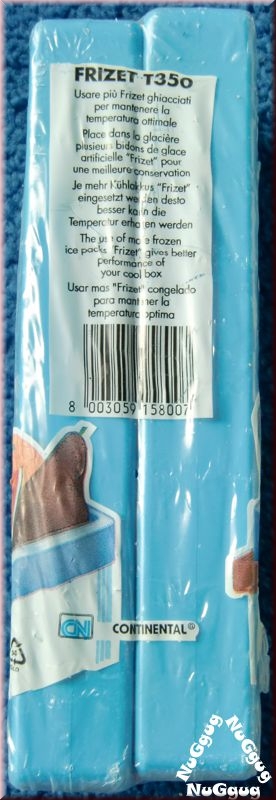 FRIZET T350
Usare più Frizet ghiacciati
per mantenere la
temperatura ottimale
Place dans la glacière
plusieurs bidons de glace
artificielle "Frizet" pour
une meilleure conservation
Je mehr Kühlakkus "Frizet"
eingesetzt werden desto
besser kann die
Temperatur erhalten werden
The use of more frozen
ice packs "Frizet" gives better
performance of
your cool box
Usar mas "Frizet" congelado
para mantener la
temperatura optima
8 003059 158007
CONTINENTAL®
NuGgug
NuGgug
NuGgug